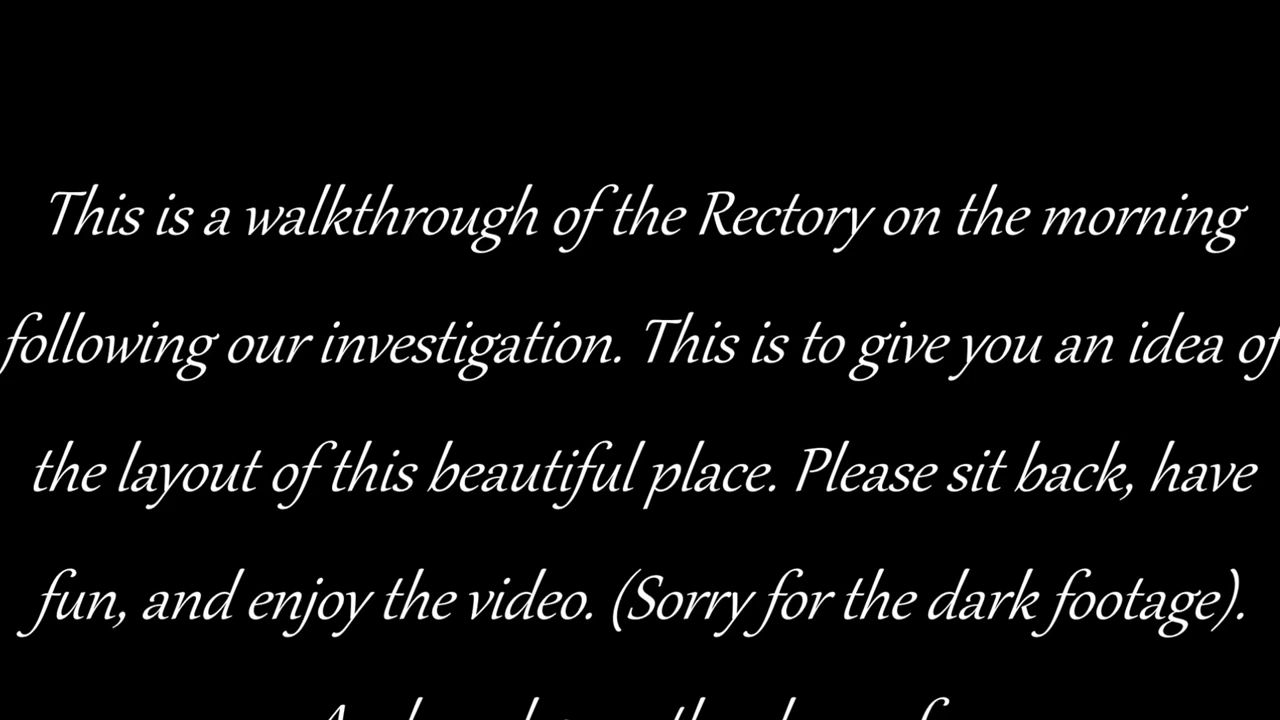 This is a walkthrough of the Rectory on the morning
following our investigation. This is to give you an idea of
the layout of this beautiful place. Please sit back, have
fun, and enjoy the video. (Sorry for the dark footage).